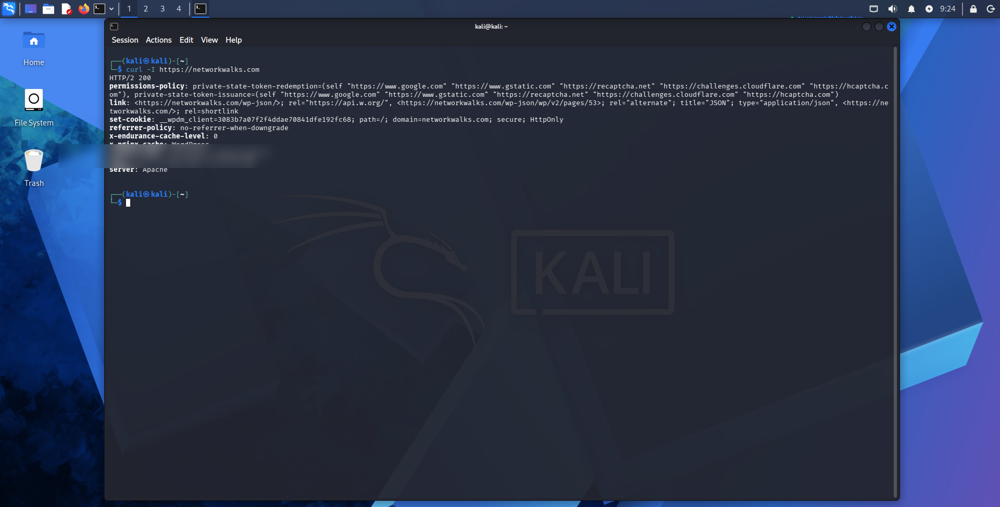 1 2 3 4
9:24
kali@kali: ~
Session Actions Edit View Help
Home
File System
Trash
┌──(kali㉿kali)-[~]
└─$ curl -I https://networkwalks.com
HTTP/2 200
permissions-policy: private-state-token-redemption=(self "https://www.google.com" "https://www.gstatic.com" "https://recaptcha.net" "https://challenges.cloudflare.com" "https://hcaptcha.c
om"), private-state-token-issuance=(self "https://www.google.com" "https://www.gstatic.com" "https://recaptcha.net" "https://challenges.cloudflare.com" "https://hcaptcha.com")
link: <https://networkwalks.com/wp-json/>; rel="https://api.w.org/", <https://networkwalks.com/wp-json/wp/v2/pages/53>; rel="alternate"; title="JSON"; type="application/json", <https://ne
tworkwalks.com/>; rel=shortlink
set-cookie: __wpdm_client=3083b7a07f2f4ddae70841dfe192fc68; path=/; domain=networkwalks.com; secure; HttpOnly
referrer-policy: no-referrer-when-downgrade
x-endurance-cache-level: 0
x-nginx-cache: WordPress
server: Apache
┌──(kali㉿kali)-[~]
└─$
KALI